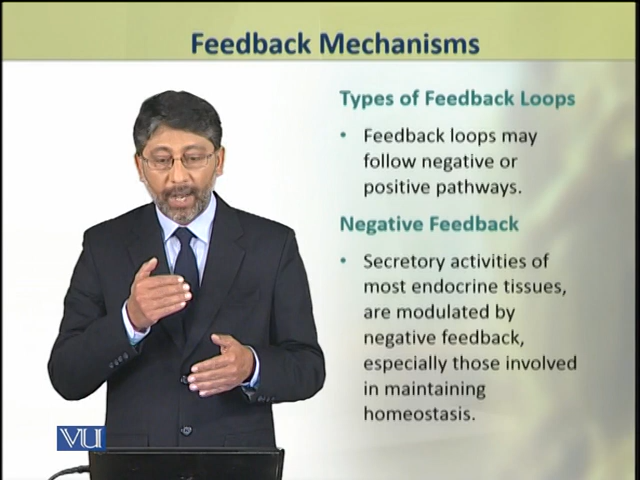 Feedback Mechanisms
Types of Feedback Loops
• Feedback loops may
follow negative or
positive pathways.
Negative Feedback
• Secretory activities of
most endocrine tissues,
are modulated by
negative feedback,
especially those involved
in maintaining
homeostasis.
VU